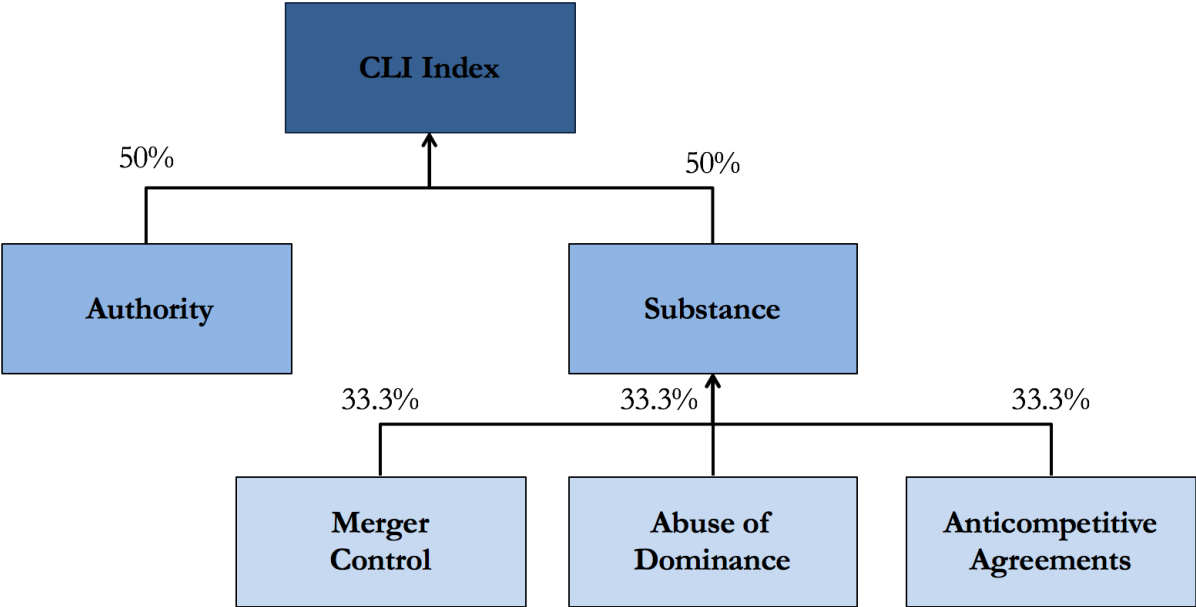 CLI Index
50%
50%
Authority
Substance
33.3%
33.3%
33.3%
Merger
Control
Abuse of
Dominance
Anticompetitive
Agreements